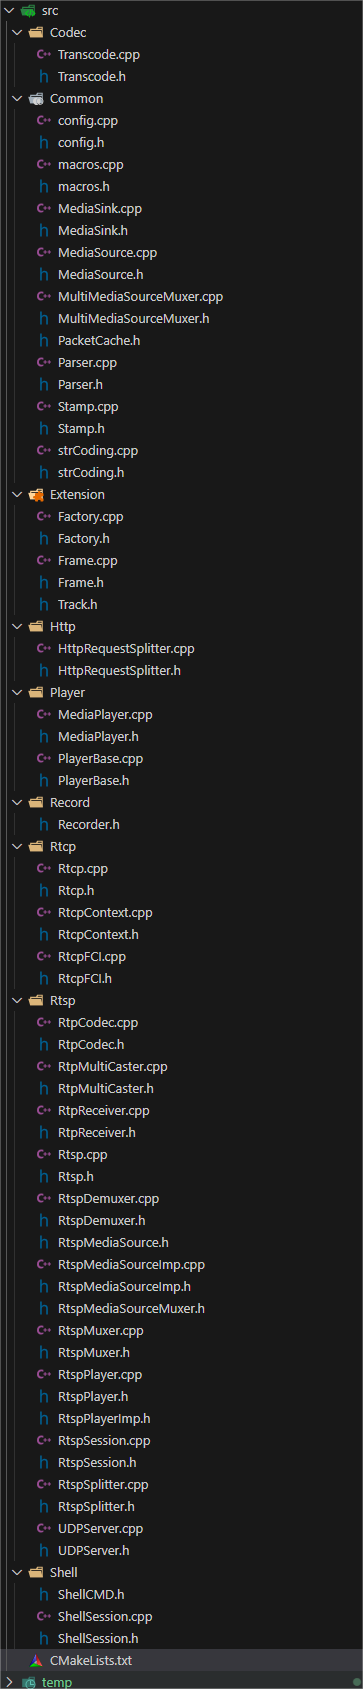 src
Codec
Transcode.cpp
Transcode.h
Common
config.cpp
config.h
macros.cpp
macros.h
MediaSink.cpp
MediaSink.h
MediaSource.cpp
MediaSource.h
MultiMediaSourceMuxer.cpp
MultiMediaSourceMuxer.h
PacketCache.h
Parser.cpp
Parser.h
Stamp.cpp
Stamp.h
strCoding.cpp
strCoding.h
Extension
Factory.cpp
Factory.h
Frame.cpp
Frame.h
Track.h
Http
HttpRequestSplitter.cpp
HttpRequestSplitter.h
Player
MediaPlayer.cpp
MediaPlayer.h
PlayerBase.cpp
PlayerBase.h
Record
Recorder.h
Rtcp
Rtcp.cpp
Rtcp.h
RtcpContext.cpp
RtcpContext.h
RtcpFCI.cpp
RtcpFCI.h
Rtsp
RtpCodec.cpp
RtpCodec.h
RtpMultiCaster.cpp
RtpMultiCaster.h
RtpReceiver.cpp
RtpReceiver.h
Rtsp.cpp
Rtsp.h
RtspDemuxer.cpp
RtspDemuxer.h
RtspMediaSource.h
RtspMediaSourceImp.cpp
RtspMediaSourceImp.h
RtspMediaSourceMuxer.h
RtspMuxer.cpp
RtspMuxer.h
RtspPlayer.cpp
RtspPlayer.h
RtspPlayerImp.h
RtspSession.cpp
RtspSession.h
RtspSplitter.cpp
RtspSplitter.h
UDPServer.cpp
UDPServer.h
Shell
ShellCMD.h
ShellSession.cpp
ShellSession.h
CMakeLists.txt
temp